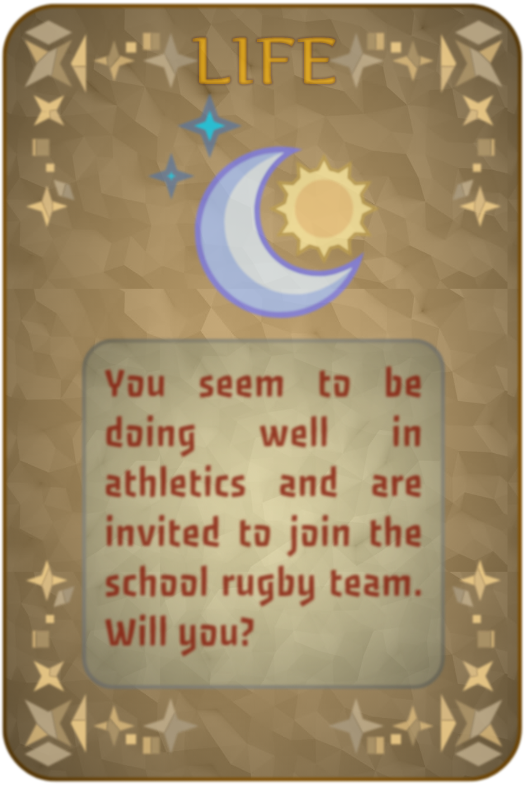 LIFE
You seem to be
doing well in
athletics and are
invited to join the
school rugby team.
Will you?